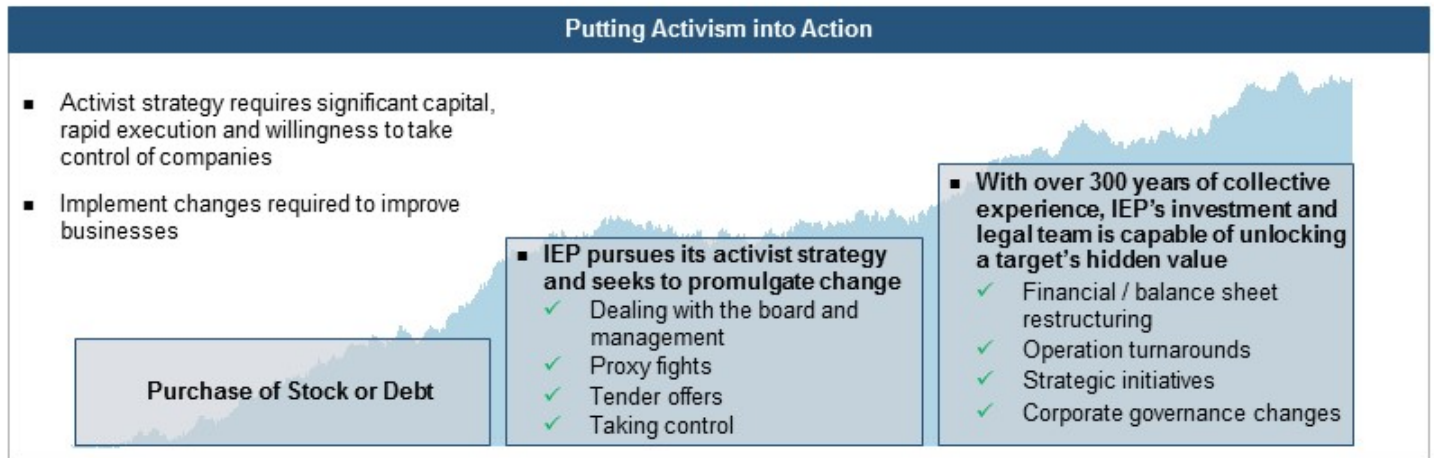 Putting Activism into Action
■ Activist strategy requires significant capital,
rapid execution and willingness to take
control of companies
■ Implement changes required to improve
businesses
Purchase of Stock or Debt
■ IEP pursues its activist strategy
and seeks to promulgate change
✓ Dealing with the board and
management
✓ Proxy fights
✓ Tender offers
✓ Taking control
■ With over 300 years of collective
experience, IEP's investment and
legal team is capable of unlocking
a target's hidden value
✓ Financial / balance sheet
restructuring
✓ Operation turnarounds
✓ Strategic initiatives
✓ Corporate governance changes